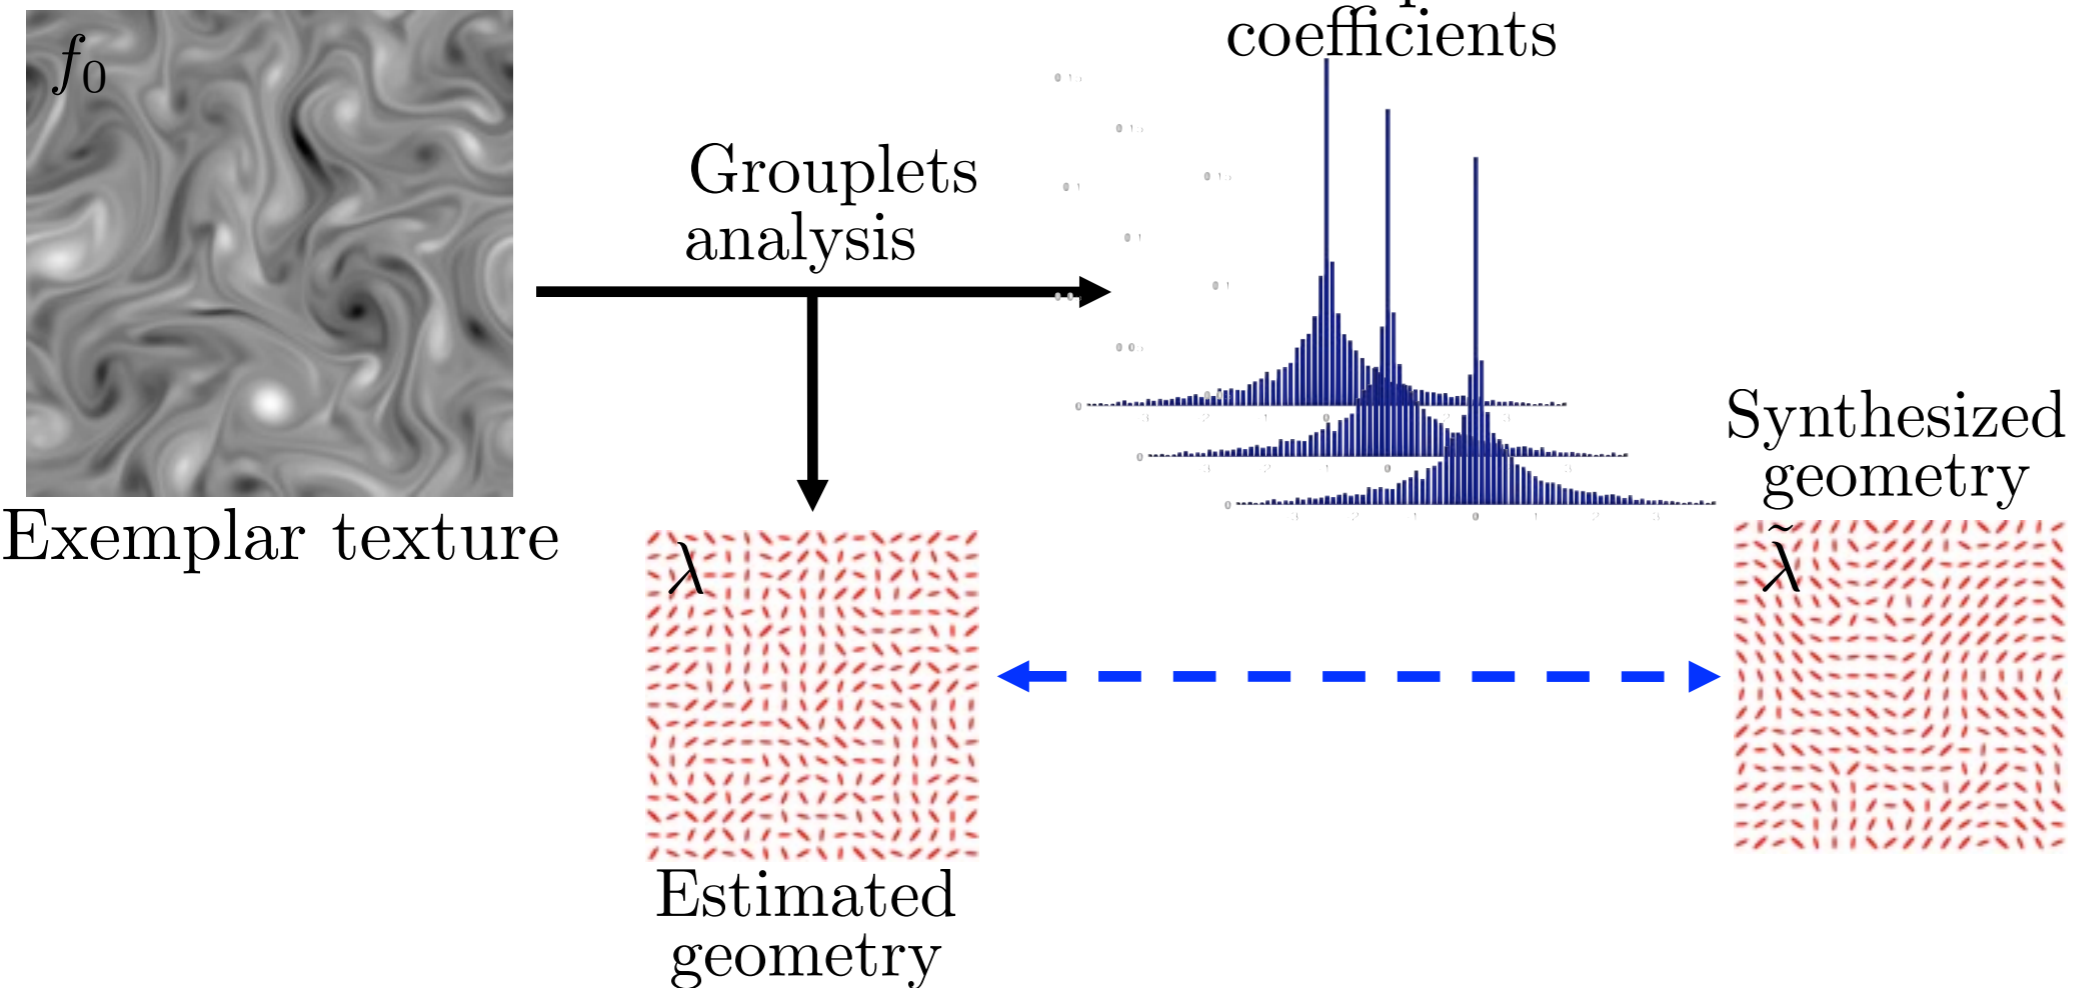 f₀
coefficients
Grouplets
analysis
Synthesized
geometry
Exemplar texture
λ
λ̃
Estimated
geometry